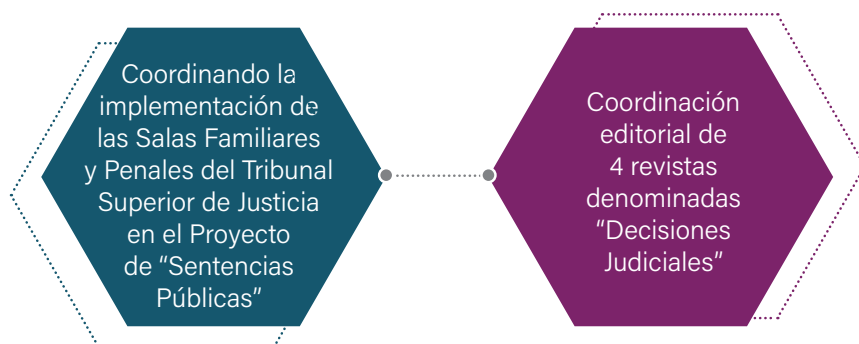 Coordinando la
implementación de
las Salas Familiares
y Penales del Tribunal
Superior de Justicia
en el Proyecto
de “Sentencias
Públicas”
Coordinación
editorial de
4 revistas
denominadas
“Decisiones
Judiciales”